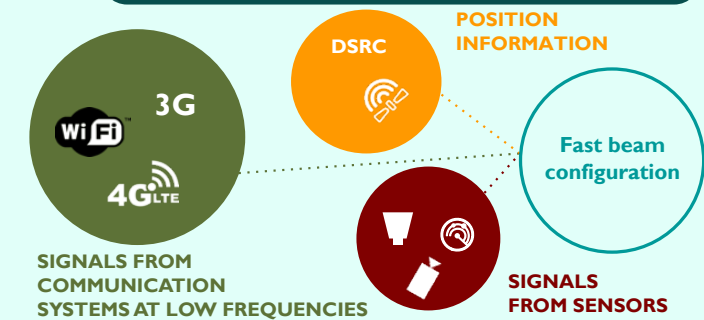 POSITION
INFORMATION
DSRC
3G
WiFi™
4G LTE
Fast beam
configuration
SIGNALS FROM
COMMUNICATION
SYSTEMS AT LOW FREQUENCIES
SIGNALS
FROM SENSORS